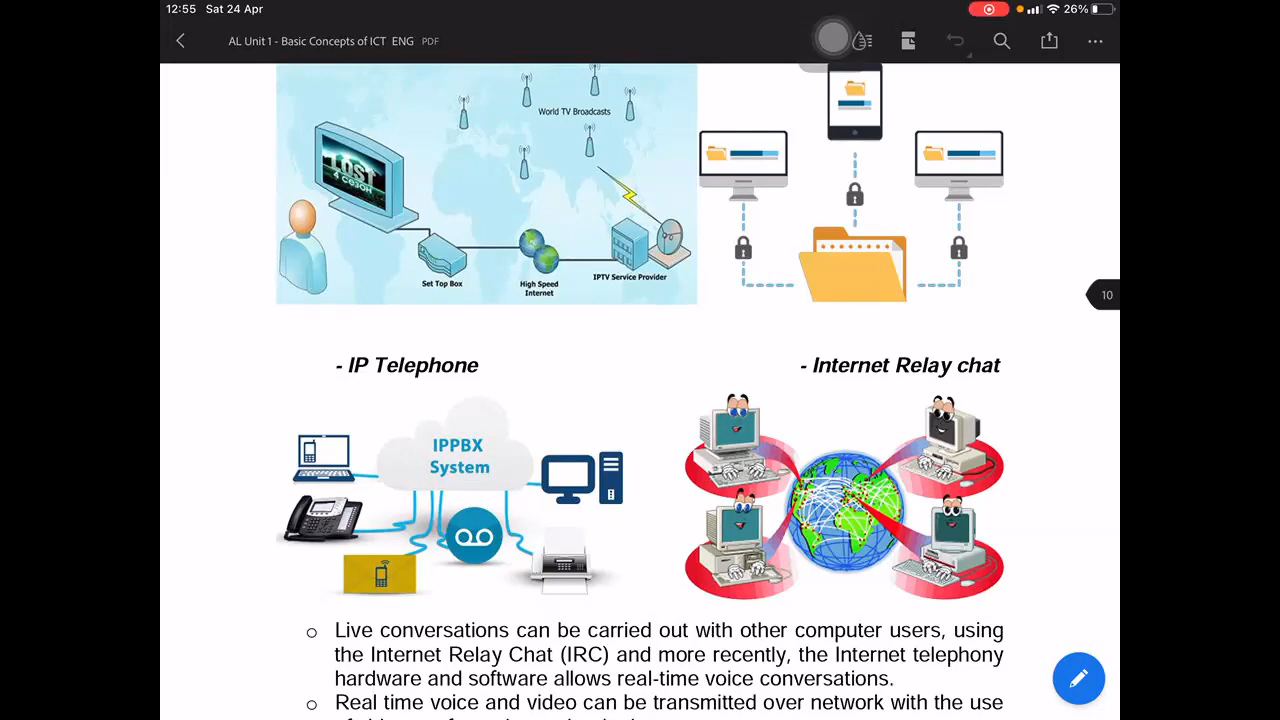 12:55 Sat 24 Apr
26%
AL Unit 1 - Basic Concepts of ICT ENG PDF
World TV Broadcasts
LOST
4 СЕЗОН
Set Top Box
High Speed
Internet
IPTV Service Provider
10
- IP Telephone
- Internet Relay chat
IPPBX
System
o Live conversations can be carried out with other computer users, using
the Internet Relay Chat (IRC) and more recently, the Internet telephony
hardware and software allows real-time voice conversations.
o Real time voice and video can be transmitted over network with the use